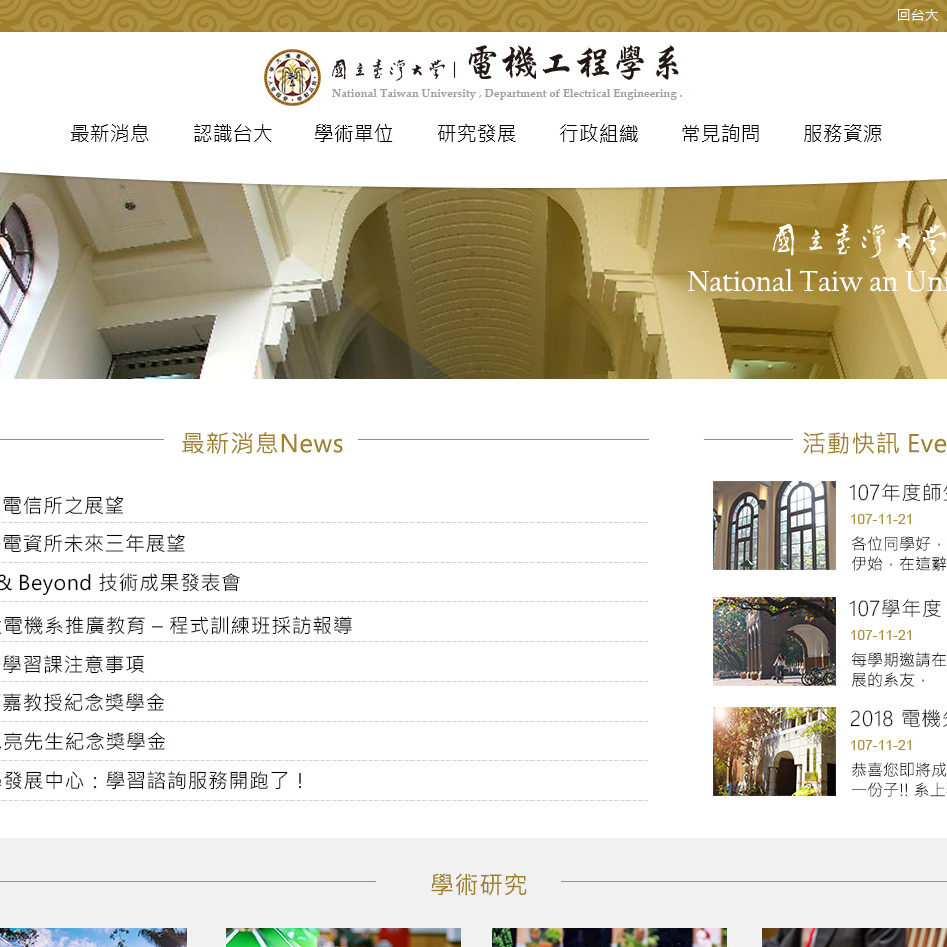 回台大
國立臺灣大學 電機工程學系
National Taiwan University , Department of Electrical Engineering .
最新消息 認識台大 學術單位 研究發展 行政組織 常見詢問 服務資源
國立臺灣大學
National Taiw an Un
最新消息News
電信所之展望
電資所未來三年展望
& Beyond 技術成果發表會
電機系推廣教育 – 程式訓練班採訪報導
學習課注意事項
嘉教授紀念獎學金
亮先生紀念獎學金
發展中心：學習諮詢服務開跑了！
活動快訊 Eve
107年度師生
107-11-21
各位同學好，
伊始，在這辭
107學年度
107-11-21
每學期邀請在
展的系友，
2018 電機
107-11-21
恭喜您即將成
一份子!! 系上
學術研究